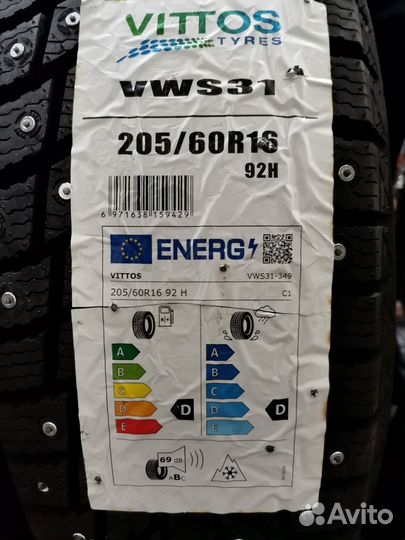 VITTOS
TYRES
VWS31
205/60R16
92H
6 971638 159429
ENERG
VITTOS VWS31-349
205/60R16 92 H C1
A A
B B
C C
D D D D
E E
69 dB
ABC
Avito